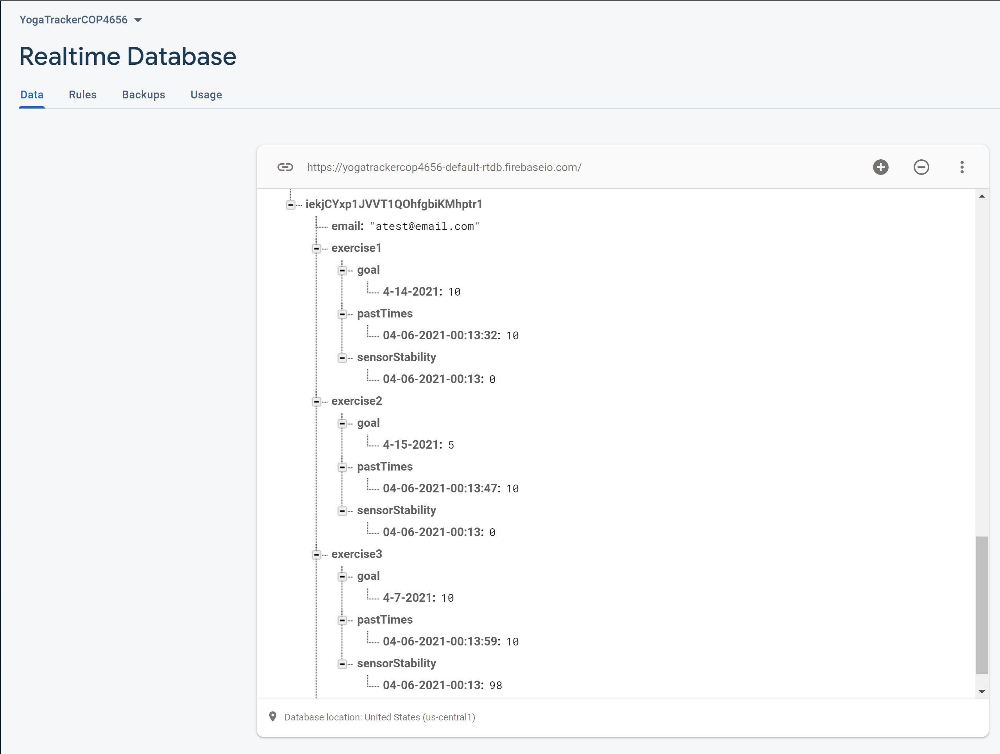 YogaTrackerCOP4656
Realtime Database
Data Rules Backups Usage
https://yogatrackercop4656-default-rtdb.firebaseio.com/
iekjCYxp1JVVT1QOhfgbiKMhptr1
email: "atest@email.com"
exercise1
goal
4-14-2021: 10
pastTimes
04-06-2021-00:13:32: 10
sensorStability
04-06-2021-00:13: 0
exercise2
goal
4-15-2021: 5
pastTimes
04-06-2021-00:13:47: 10
sensorStability
04-06-2021-00:13: 0
exercise3
goal
4-7-2021: 10
pastTimes
04-06-2021-00:13:59: 10
sensorStability
04-06-2021-00:13: 98
Database location: United States (us-central1)